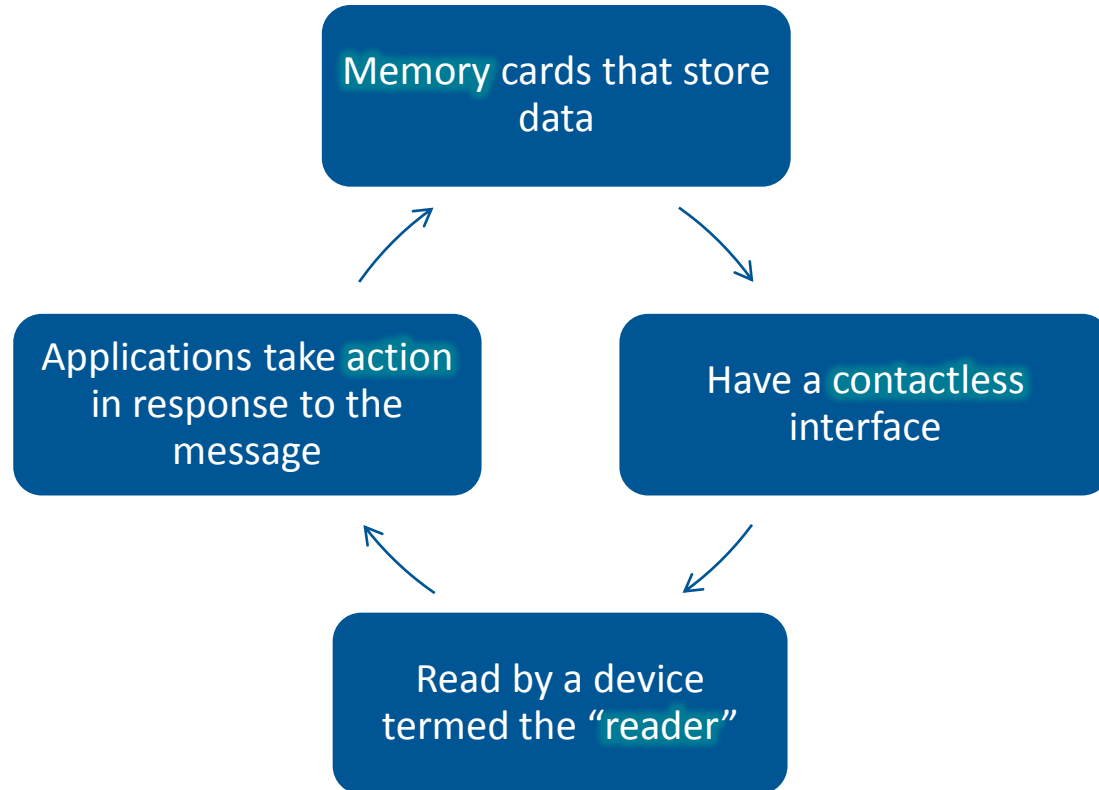 Memory cards that store
data
Have a contactless
interface
Read by a device
termed the “reader”
Applications take action
in response to the
message